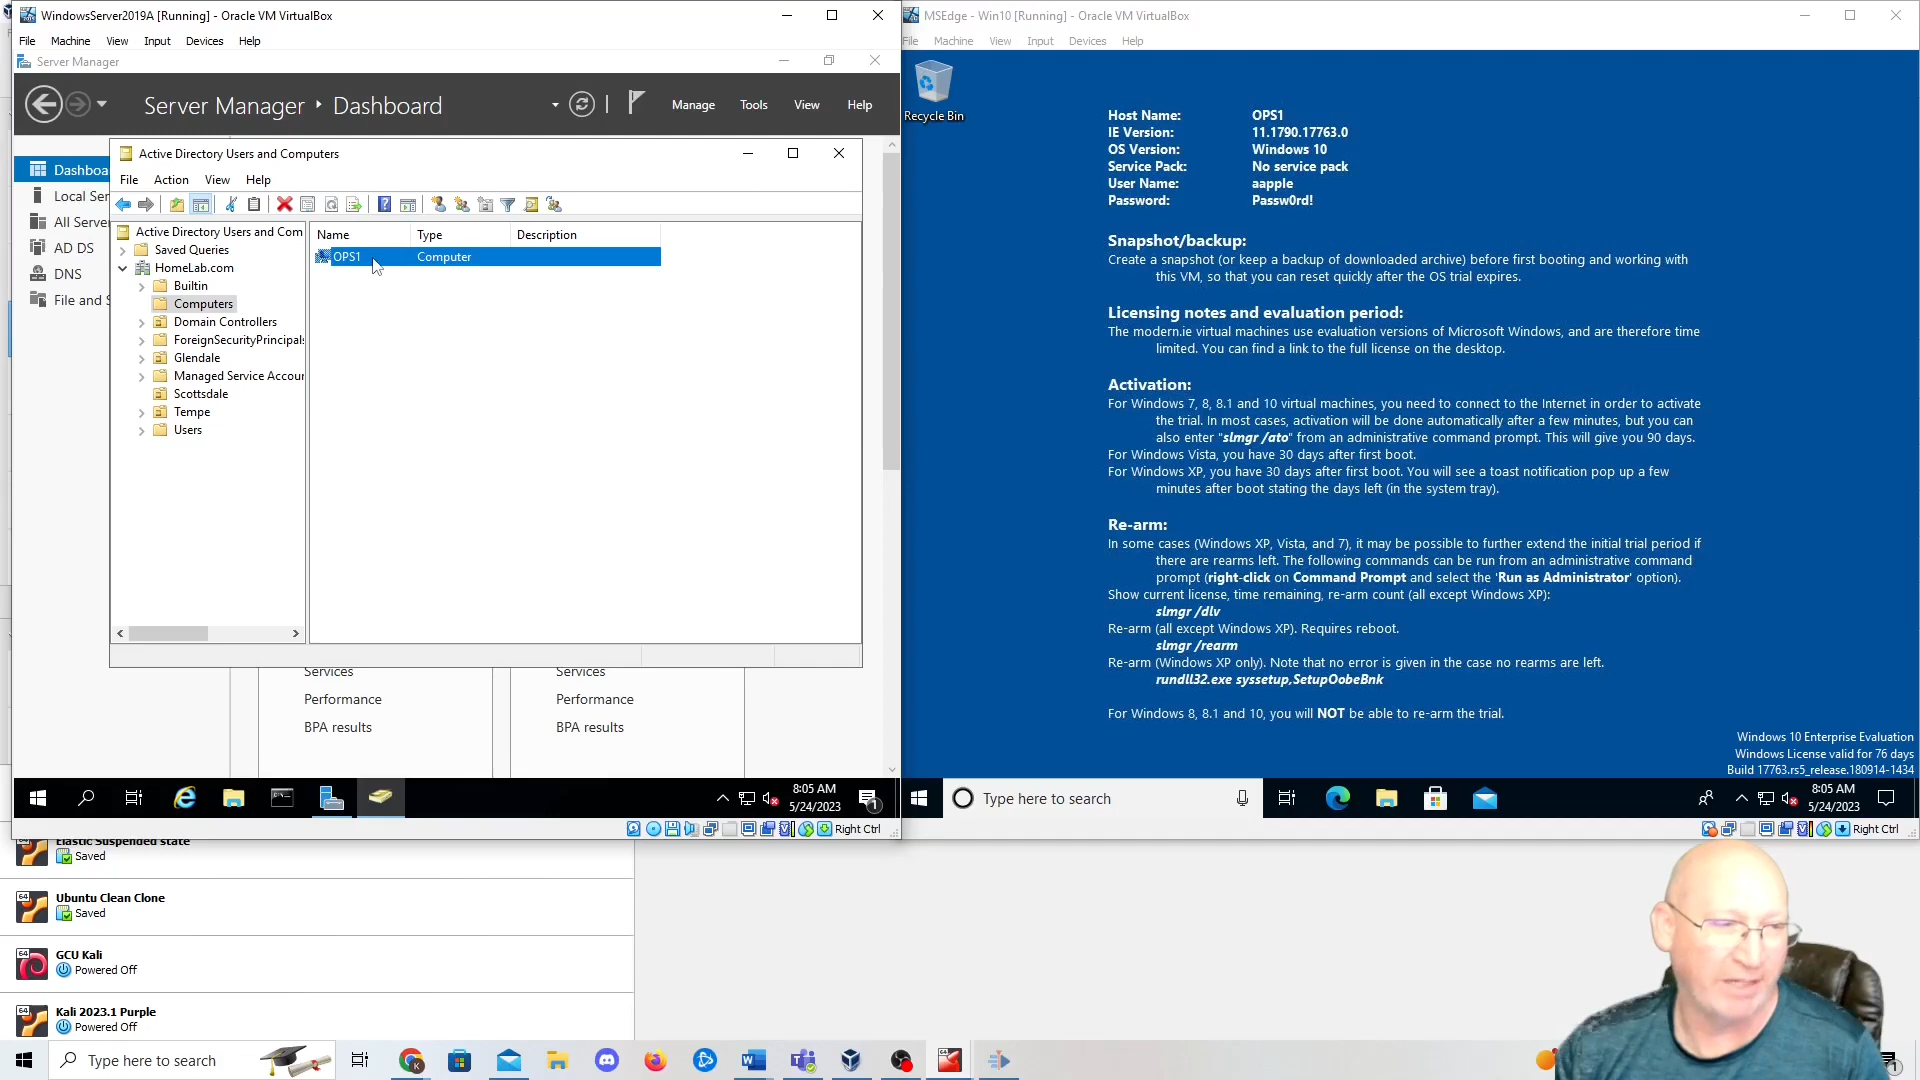 WindowsServer2019A [Running] - Oracle VM VirtualBox
File Machine View Input Devices Help
Server Manager
Server Manager ‣ Dashboard
Manage Tools View Help
Dashboa
Local Ser
All Server
AD DS
DNS
File and S
Active Directory Users and Computers
File Action View Help
Active Directory Users and Com
Saved Queries
HomeLab.com
Builtin
Computers
Domain Controllers
ForeignSecurityPrincipals
Glendale
Managed Service Accoun
Scottsdale
Tempe
Users
Name Type Description
OPS1 Computer
Services
Performance
BPA results
Services
Performance
BPA results
8:05 AM
5/24/2023
1
Right Ctrl
MSEdge - Win10 [Running] - Oracle VM VirtualBox
File Machine View Input Devices Help
Recycle Bin
Host Name: OPS1
IE Version: 11.1790.17763.0
OS Version: Windows 10
Service Pack: No service pack
User Name: aapple
Password: Passw0rd!
Snapshot/backup:
Create a snapshot (or keep a backup of downloaded archive) before first booting and working with
this VM, so that you can reset quickly after the OS trial expires.
Licensing notes and evaluation period:
The modern.ie virtual machines use evaluation versions of Microsoft Windows, and are therefore time
limited. You can find a link to the full license on the desktop.
Activation:
For Windows 7, 8, 8.1 and 10 virtual machines, you need to connect to the Internet in order to activate
the trial. In most cases, activation will be done automatically after a few minutes, but you can
also enter "slmgr /ato" from an administrative command prompt. This will give you 90 days.
For Windows Vista, you have 30 days after first boot.
For Windows XP, you have 30 days after first boot. You will see a toast notification pop up a few
minutes after boot stating the days left (in the system tray).
Re-arm:
In some cases (Windows XP, Vista, and 7), it may be possible to further extend the initial trial period if
there are rearms left. The following commands can be run from an administrative command
prompt (right-click on Command Prompt and select the 'Run as Administrator' option).
Show current license, time remaining, re-arm count (all except Windows XP):
slmgr /dlv
Re-arm (all except Windows XP). Requires reboot.
slmgr /rearm
Re-arm (Windows XP only). Note that no error is given in the case no rearms are left.
rundll32.exe syssetup,SetupOobeBnk
For Windows 8, 8.1 and 10, you will NOT be able to re-arm the trial.
Windows 10 Enterprise Evaluation
Windows License valid for 76 days
Build 17763.rs5_release.180914-1434
Type here to search
8:05 AM
5/24/2023
Right Ctrl
Elastic Suspended state
Saved
64
Ubuntu Clean Clone
Saved
64
GCU Kali
Powered Off
64
Kali 2023.1 Purple
Powered Off
Type here to search